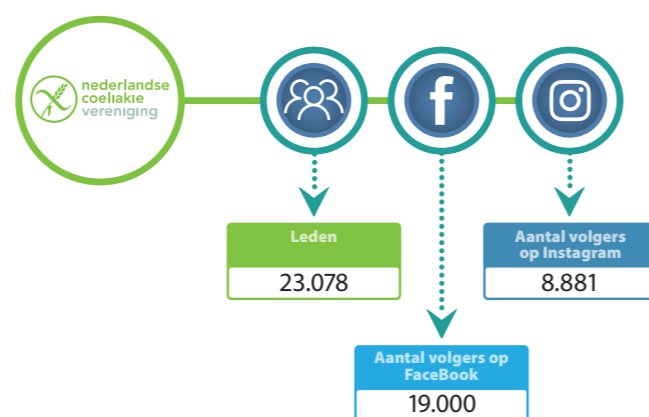 nederlandse
coeliakie
vereniging
Leden
23.078
Aantal volgers
op Instagram
8.881
Aantal volgers op
FaceBook
19.000